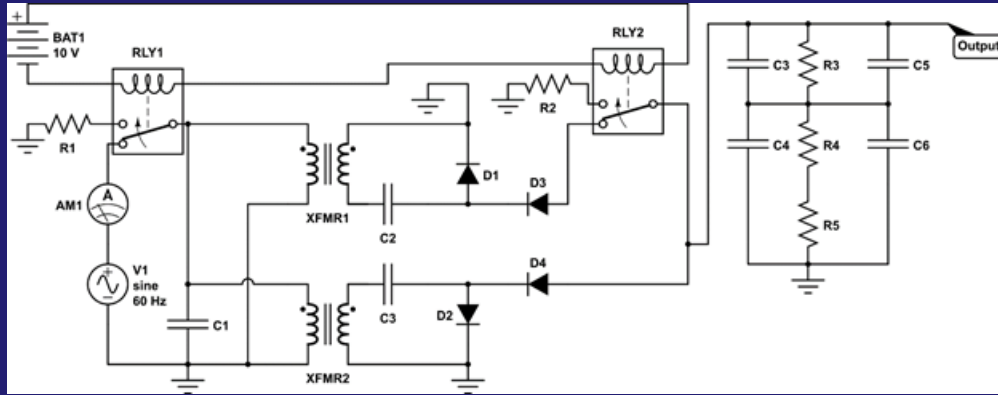 +
BAT1
10 V
RLY1
RLY2
Output
C3
R3
C5
R2
R1
C4
R4
C6
D1
D3
A
AM1
XFMR1
C2
R5
V1
sine
60 Hz
D4
C3
D2
C1
XFMR2